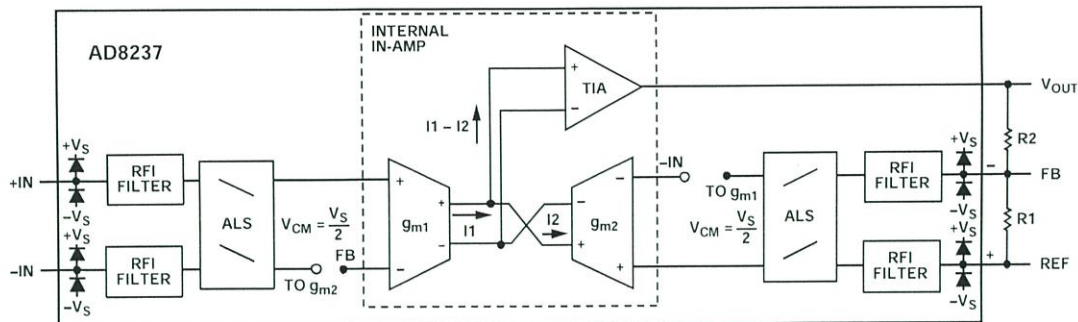 INTERNAL
IN-AMP
AD8237
+
TIA
−
VOUT
I1 – I2
R2
+VS
+IN
–VS
RFI
FILTER
+VS
–IN
–VS
RFI
FILTER
ALS
VCM = VS/2
FB
TO gm2
+
gm1
–
+
–
I1
I2
–
gm2
+
–
+
–IN
TO gm1
VCM = VS/2
ALS
RFI
FILTER
+VS
–
–VS
FB
R1
RFI
FILTER
+VS
+
–VS
REF